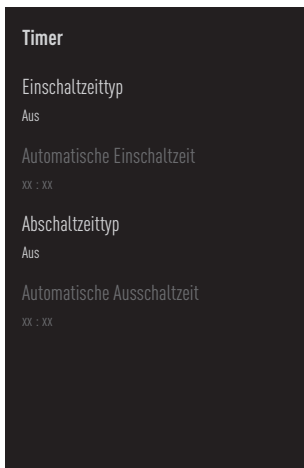 Timer
Einschaltzeittyp
Aus
Automatische Einschaltzeit
xx : xx
Abschaltzeittyp
Aus
Automatische Ausschaltzeit
xx : xx